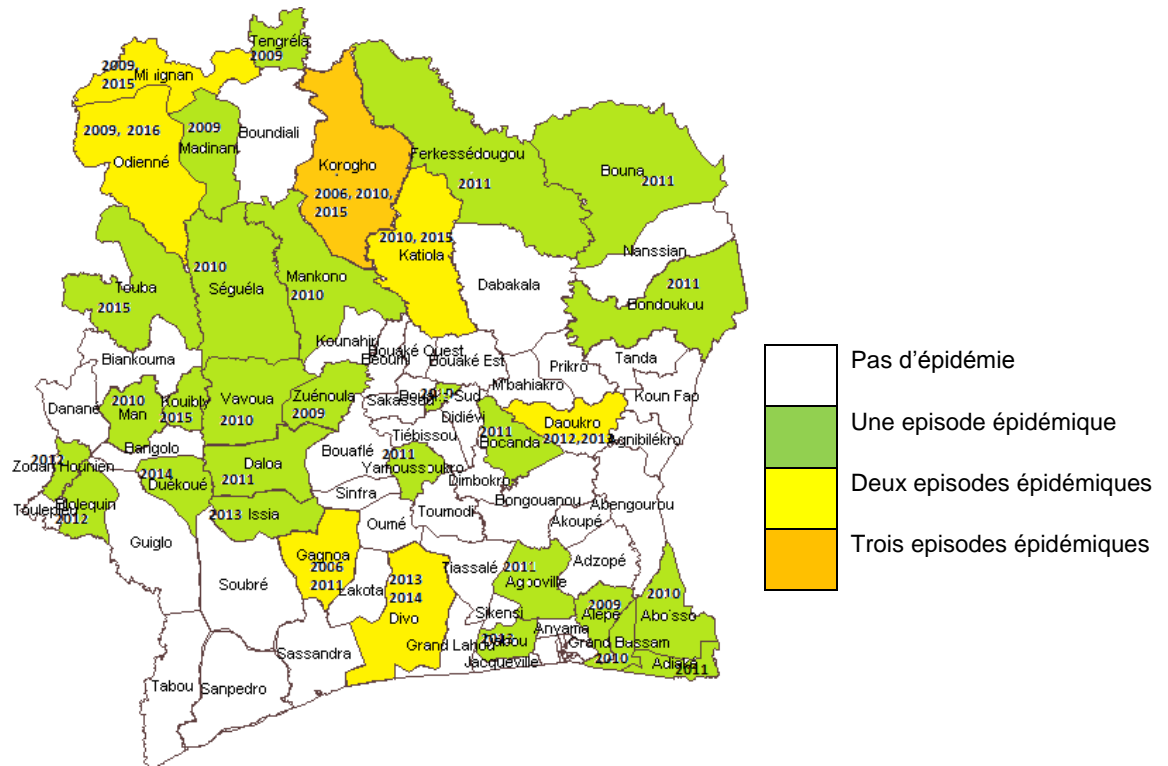 Tengréla
2009
2009,
2015
Boundiali
2009, 2016
Odienné
2009
Madinani
Korogho
2006, 2010,
2015
Ferkessédougou
2011
Bouna
2011
2010, 2015
Katiola
Nanssian
Dabakala
2011
Bondoukou
Touba
2015
2010
Séguéla
Mankono
2010
Kounahiri
Béoumi
Bouaké Ouest
Bouaké Est
Biankouma
Prikro
Tanda
M'bahiakro
Koun Fao
Danané
2010
Man
Kouibly
2015
Vavoua
2010
Zuénoula
2009
Sakassou
Sud
Didiévi
Tiébissou
2011
Bocanda
Daoukro
2012, 2013
Agnibilékro
Bangolo
2012
Zouan Hounien
2014
Duékoué
Daloa
2011
Bouaflé
2011
Yamoussoukro
Dimbokro
Bongouanou
Abengourou
Toulepleu
Blolequin
2012
Guiglo
2013 Issia
Sinfra
Oumé
Toumodi
Akoupé
Adzopé
Soubré
Gagnoa
2006
2011
Lakota
2013
2014
Divo
Tiassalé
2011
Agboville
Sikensi
2009
Alépé
2010
Aboisso
Anyama
Grand Bassam
2010
Adiaké
2011
Grand Lahou
Jacqueville
Sassandra
Tabou
Sanpedro
Pas d'épidémie
Une episode épidémique
Deux episodes épidémiques
Trois episodes épidémiques